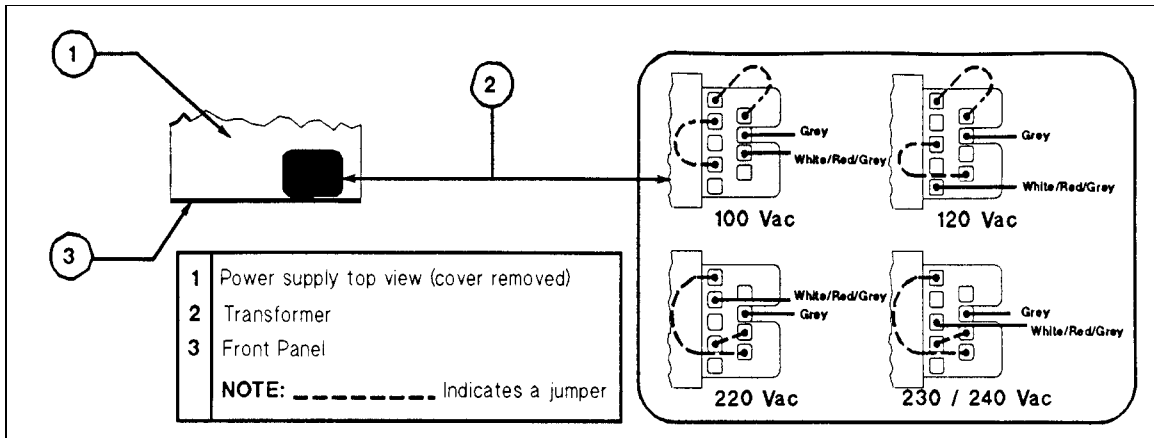 1
2
3
1 Power supply top view (cover removed)
2 Transformer
3 Front Panel
NOTE: Indicates a jumper
Grey
White/Red/Grey
100 Vac
Grey
White/Red/Grey
120 Vac
White/Red/Grey
Grey
220 Vac
Grey
White/Red/Grey
230 / 240 Vac